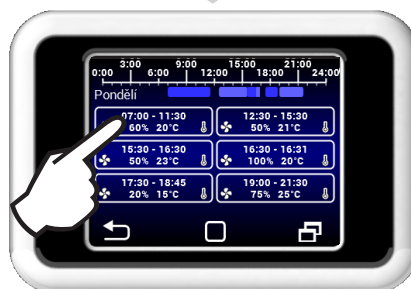 3:00 9:00 15:00 21:00
0:00 6:00 12:00 18:00 24:00
Pondělí
07:00 - 11:30
60% 20°C
12:30 - 15:30
50% 21°C
15:30 - 16:30
50% 23°C
16:30 - 16:31
100% 20°C
17:30 - 18:45
20% 15°C
19:00 - 21:30
75% 25°C